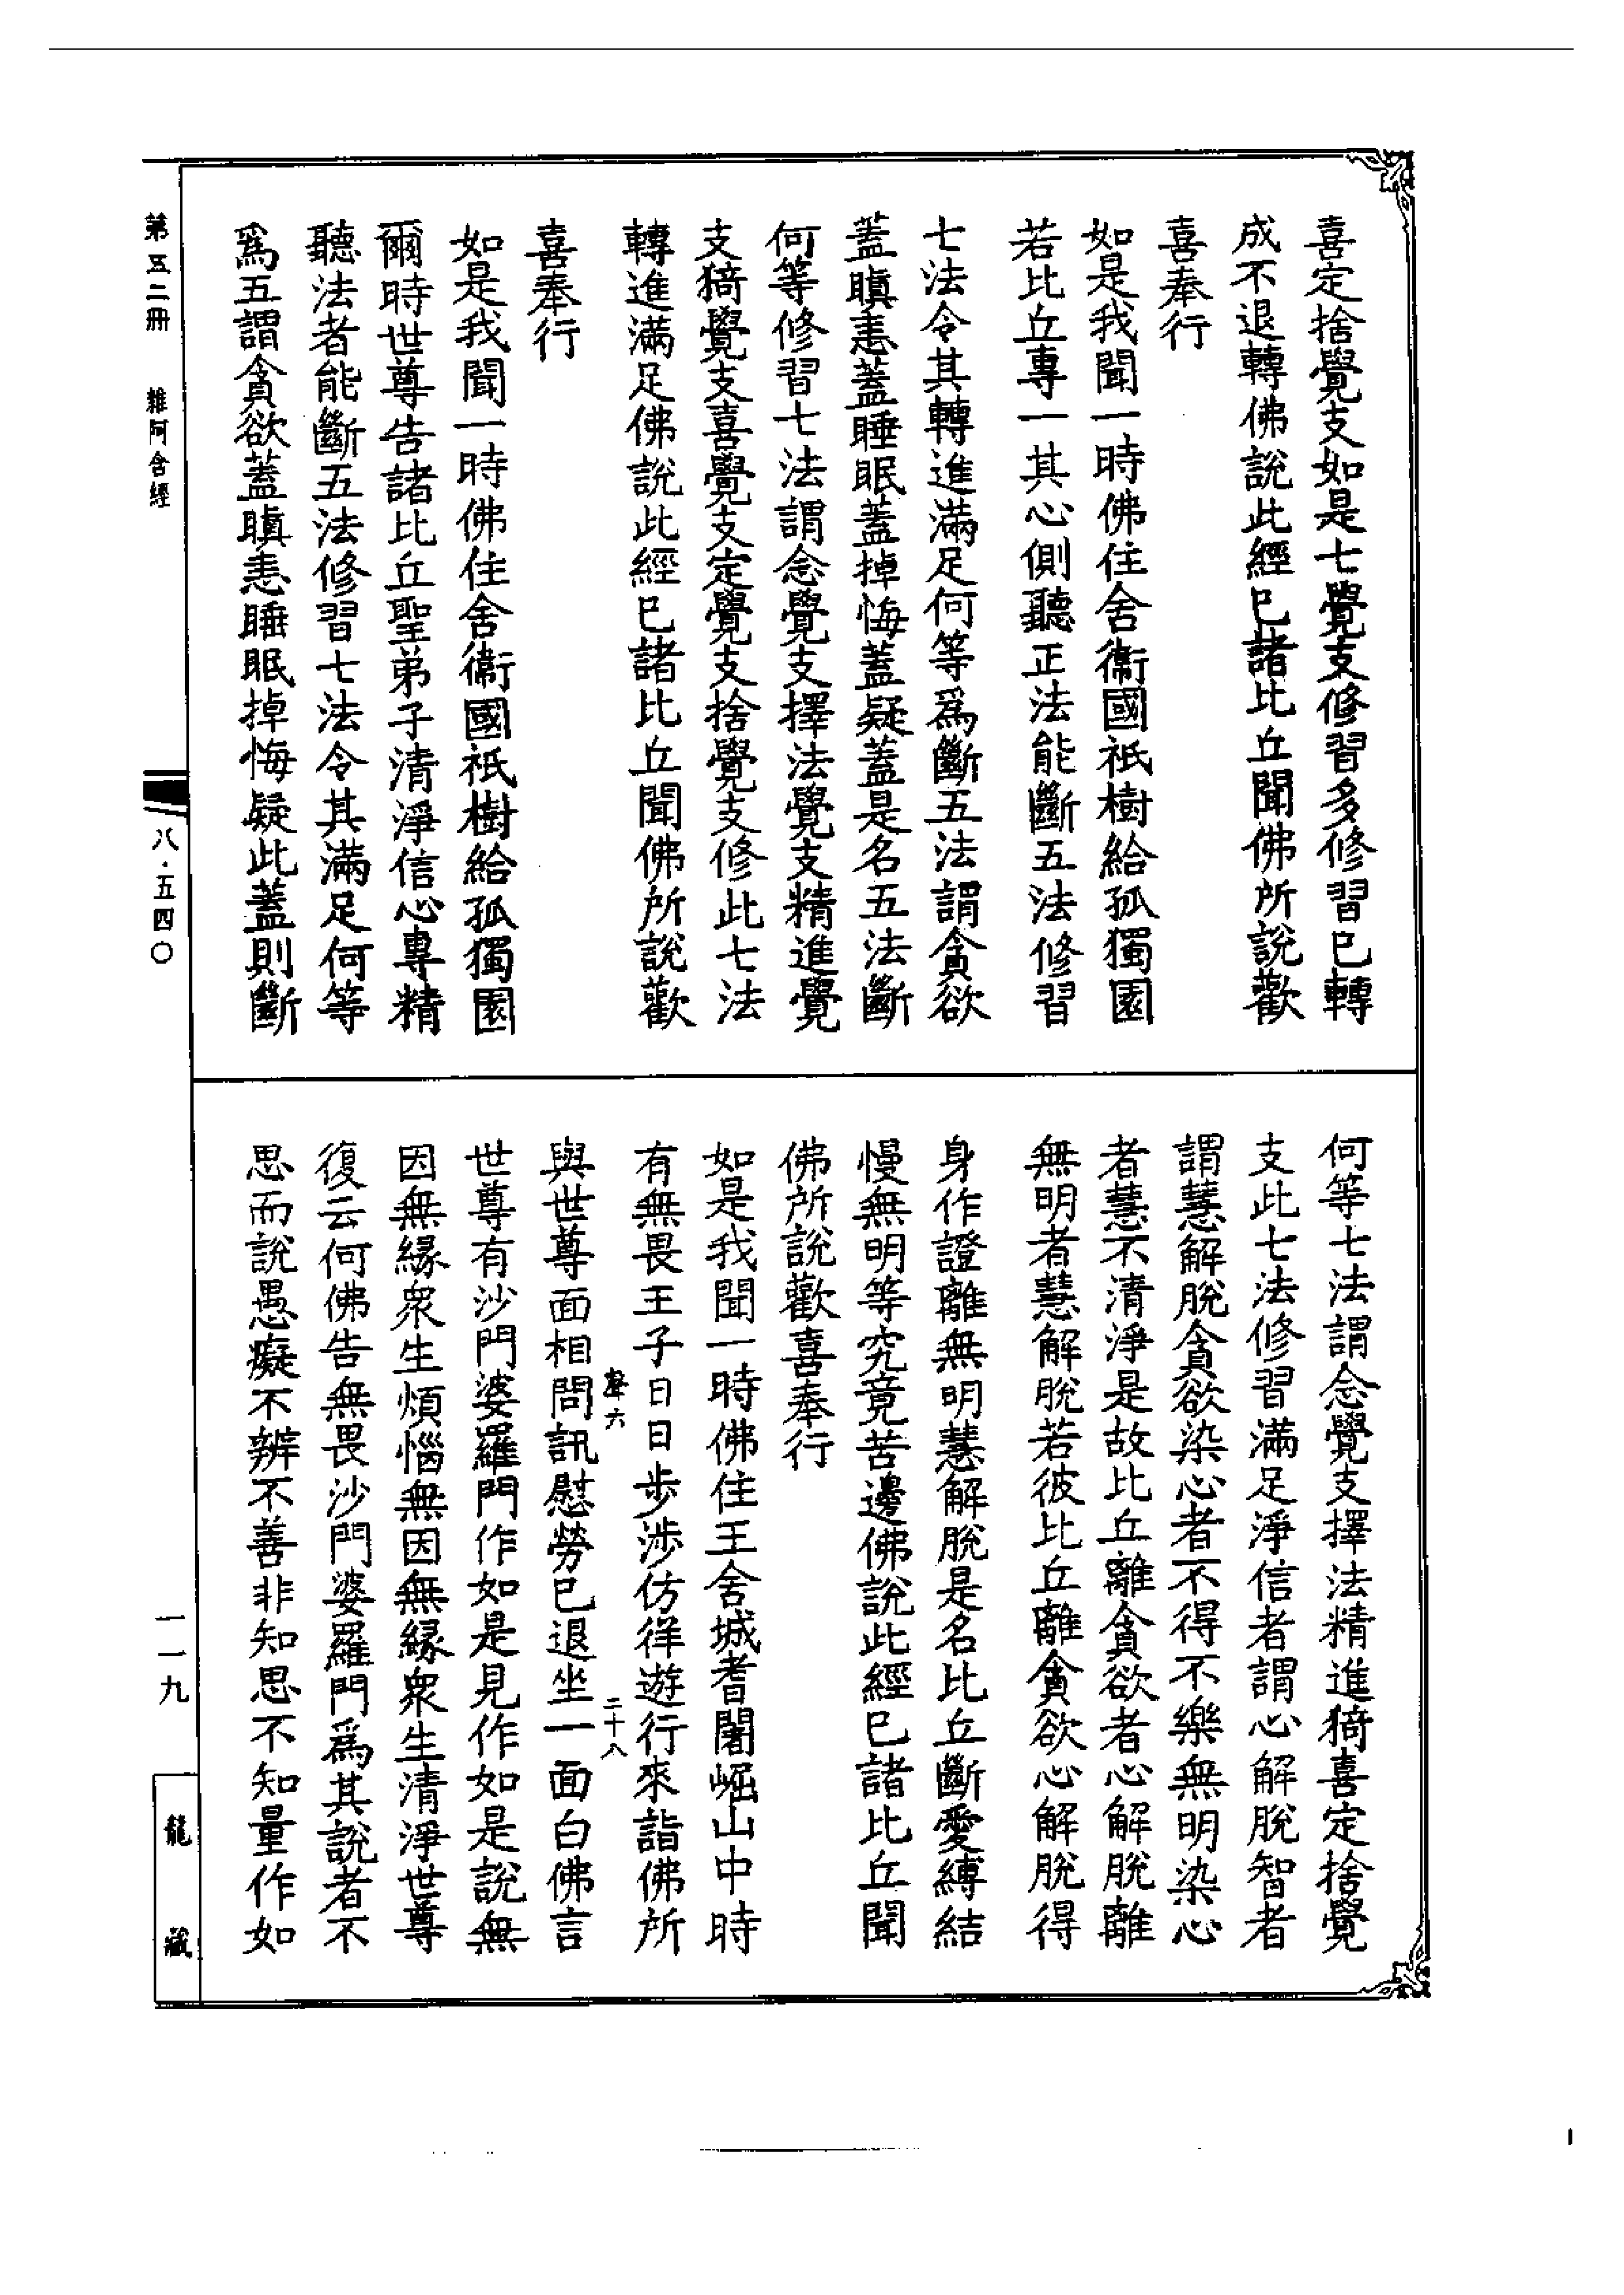 喜定捨覺支如是七覺支修習多修習已轉
成不退轉佛說此經已諸比丘聞佛所說歡
喜奉行
如是我聞一時佛住舍衞國祇樹給孤獨園
若比丘專一其心側聽正法能斷五法修習
七法令其轉進滿足何等爲斷五法謂貪欲
蓋瞋恚蓋睡眠蓋掉悔蓋疑蓋是名五法斷
何等修習七法謂念覺支擇法覺支精進覺
支猗覺支喜覺支定覺支捨覺支修此七法
轉進滿足佛說此經已諸比丘聞佛所說歡
喜奉行
如是我聞一時佛住舍衞國祇樹給孤獨園
爾時世尊告諸比丘聖弟子清淨信心專精
聽法者能斷五法修習七法令其滿足何等
爲五謂貪欲蓋瞋恚睡眠掉悔疑此蓋則斷
何等七法謂念覺支擇法精進猗喜定捨覺
支此七法修習滿足淨信者謂心解脫智者
謂慧解脫貪欲染心者不得不樂無明染心
者慧不清淨是故比丘離貪欲者心解脫離
無明者慧解脫若彼比丘離貪欲心解脫得
身作證離無明慧解脫是名比丘斷愛縛結
慢無明等究竟苦邊佛說此經已諸比丘聞
佛所說歡喜奉行
如是我聞一時佛住王舍城耆闍崛山中時
有無畏王子日日步涉仿徉遊行來詣佛所
聲六 二十八
與世尊面相問訊慰勞已退坐一面白佛言
世尊有沙門婆羅門作如是見作如是說無
因無緣衆生煩惱無因無緣衆生清淨世尊
復云何佛告無畏沙門婆羅門爲其說者不
思而說愚癡不辨不善非知思不知量作如
第五二冊 雜阿含經
八·五四〇
一一九
龍藏